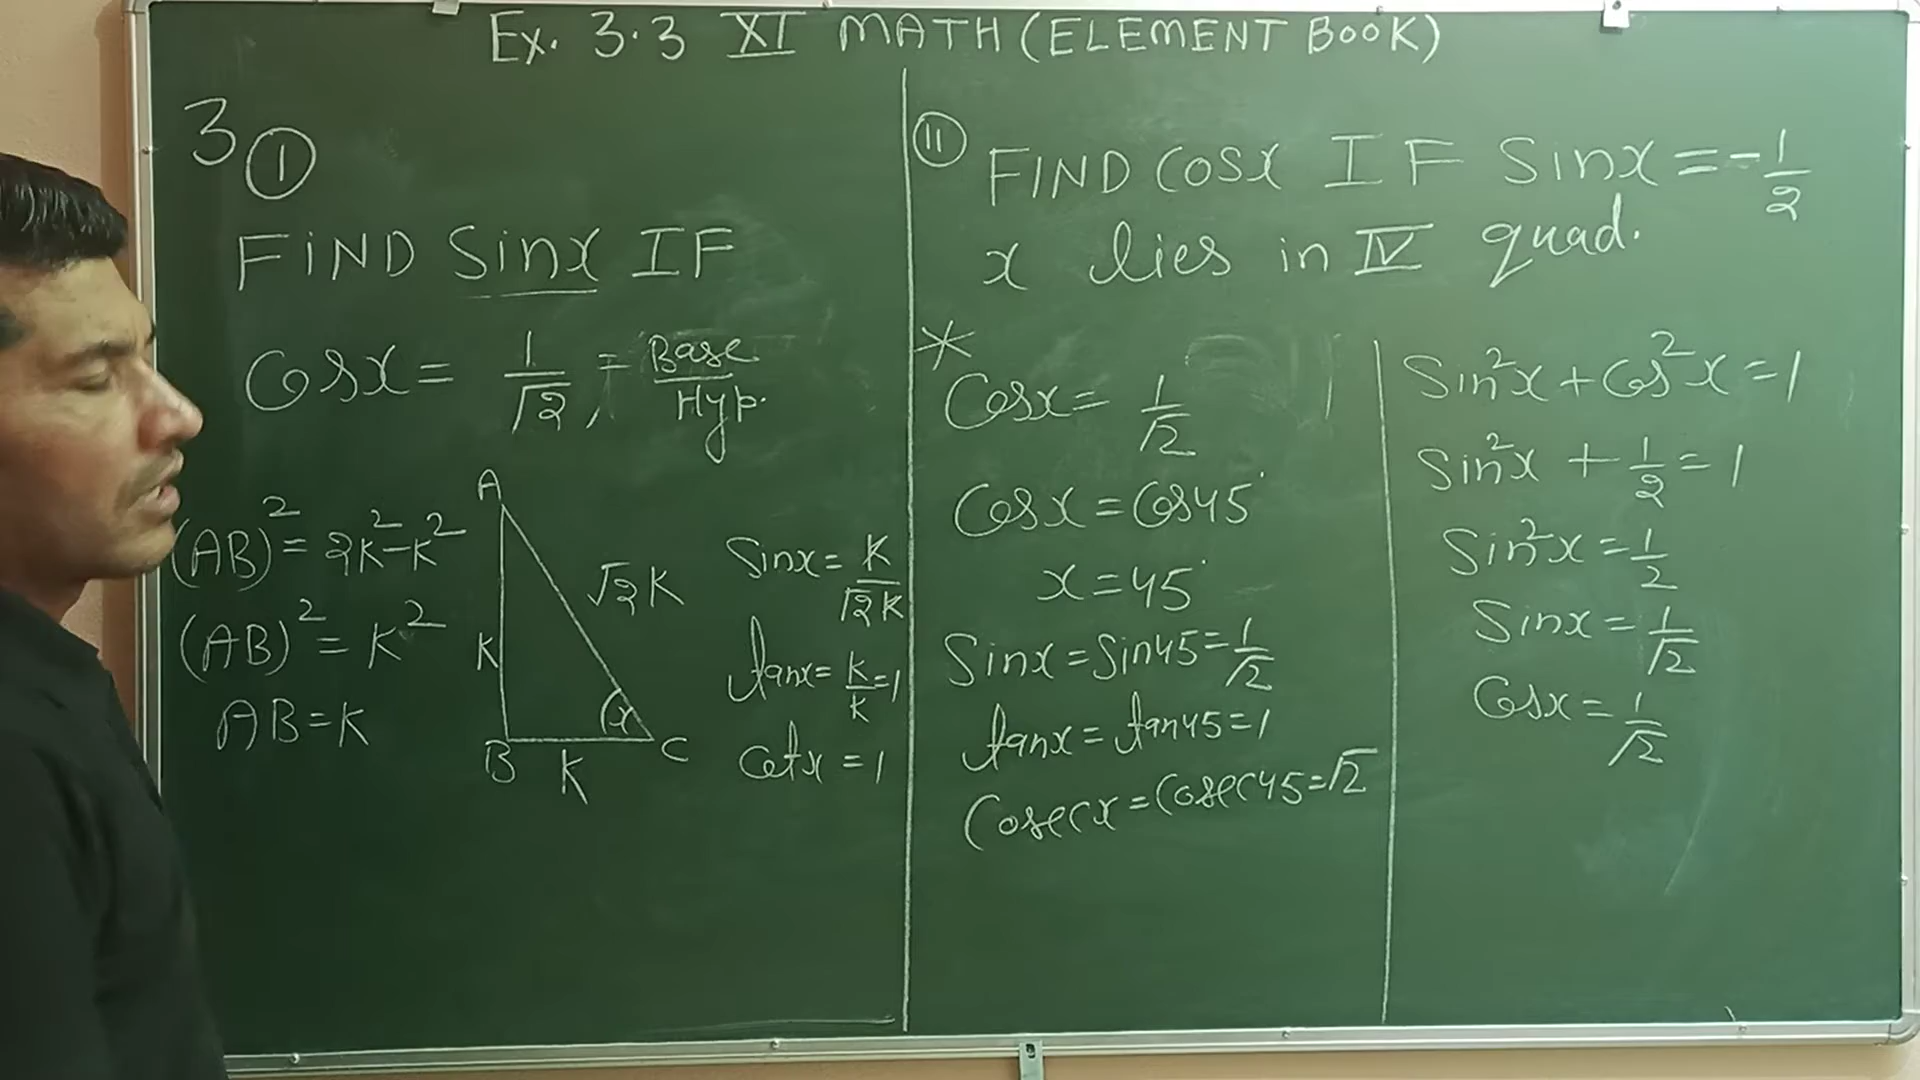 Ex. 3.3 XI MATH (ELEMENT BOOK)
3 ①
FIND Sinx IF
Cosx = 1/√2, = Base/Hyp.
(AB)² = 2K² - K²
(AB)² = K²
AB = K
A
√2K
K
x
B
K
C
Sinx = K/√2K
tanx = K/K = 1
Cotx = 1
(11) FIND COSX IF Sinx = -1/2
x lies in IV quad.
*
Cosx = 1/√2
Cosx = Cos45°
x = 45°
Sinx = Sin45 = 1/√2
tanx = tan45 = 1
Cosecx = Cosec45 = √2
Sin²x + Cos²x = 1
Sin²x + 1/2 = 1
Sin²x = 1/2
Sinx = 1/√2
Cosx = 1/√2